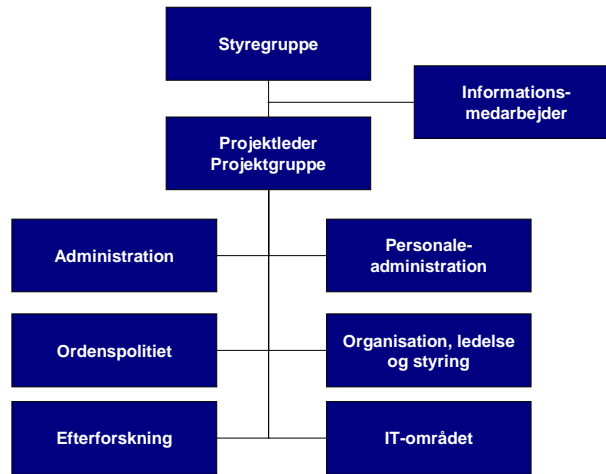 Styregruppe
Informations-
medarbejder
Projektleder
Projektgruppe
Administration
Personale-
administration
Ordenspolitiet
Organisation, ledelse
og styring
Efterforskning
IT-området